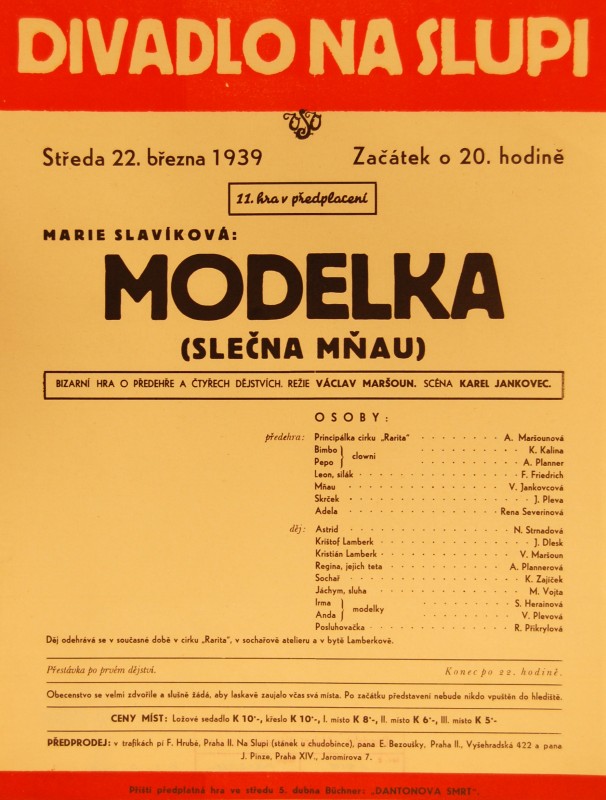 DIVADLO NA SLUPI
Středa 22. března 1939 Začátek o 20. hodině
11. hra v předplacení
MARIE SLAVÍKOVÁ:
MODELKA
(SLEČNA MŇAU)
BIZARNÍ HRA O PŘEDEHŘE A ČTYŘECH DĚJSTVÍCH. REŽIE VÁCLAV MARŠOUN. SCÉNA KAREL JANKOVEC.
OSOBY:
předehra: Principálka cirku „Rarita" A. Maršounová
Bimbo } clowni K. Kalina
Pepo } A. Planner
Leon, silák F. Friedrich
Mňau V. Jankovcová
Skrček J. Pleva
Adela Rena Severinová
děj: Astrid N. Strnadová
Krištof Lamberk J. Dlesk
Kristián Lamberk V. Maršoun
Regina, jejich teta A. Plannerová
Sochař K. Zajíček
Jáchym, sluha M. Vojta
Irma } modelky S. Herainová
Anda } V. Plevová
Posluhovačka R. Přikrylová
Děj odehrává se v současné době v cirku „Rarita", v sochařově atelieru a v bytě Lamberkově.
Přestávka po prvém dějství. Konec po 22. hodině.
Obecenstvo se velmi zdvořile a slušně žádá, aby laskavě zaujalo včas svá místa. Po začátku představení nebude nikdo vpuštěn do hlediště.
CENY MÍST: Ložové sedadlo K 10·-, křeslo K 10·-, I. místo K 8·-, II. místo K 6·-, III. místo K 5·-
PŘEDPRODEJ: v trafikách pí F. Hrubé, Praha II. Na Slupi (stánek u chudobince), pana E. Bezoušky, Praha II., Vyšehradská 422 a pana
J. Pinze, Praha XIV., Jaromírova 7.
Příští předplatná hra ve středu 5. dubna Büchner: „DANTONOVA SMRT".